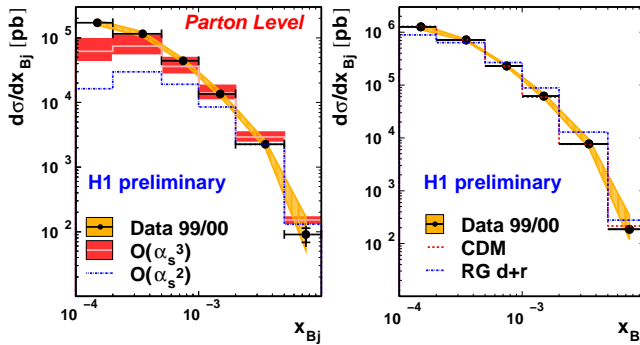 dσ/dx_Bj [pb]
Parton Level
10^5
10^4
10^3
10^2
H1 preliminary
Data 99/00
O(α_s^3)
O(α_s^2)
10^-4
10^-3
x_Bj
dσ/dx_Bj [pb]
10^6
10^5
10^4
10^3
10^2
H1 preliminary
Data 99/00
CDM
RG d+r
10^-4
10^-3
x_B